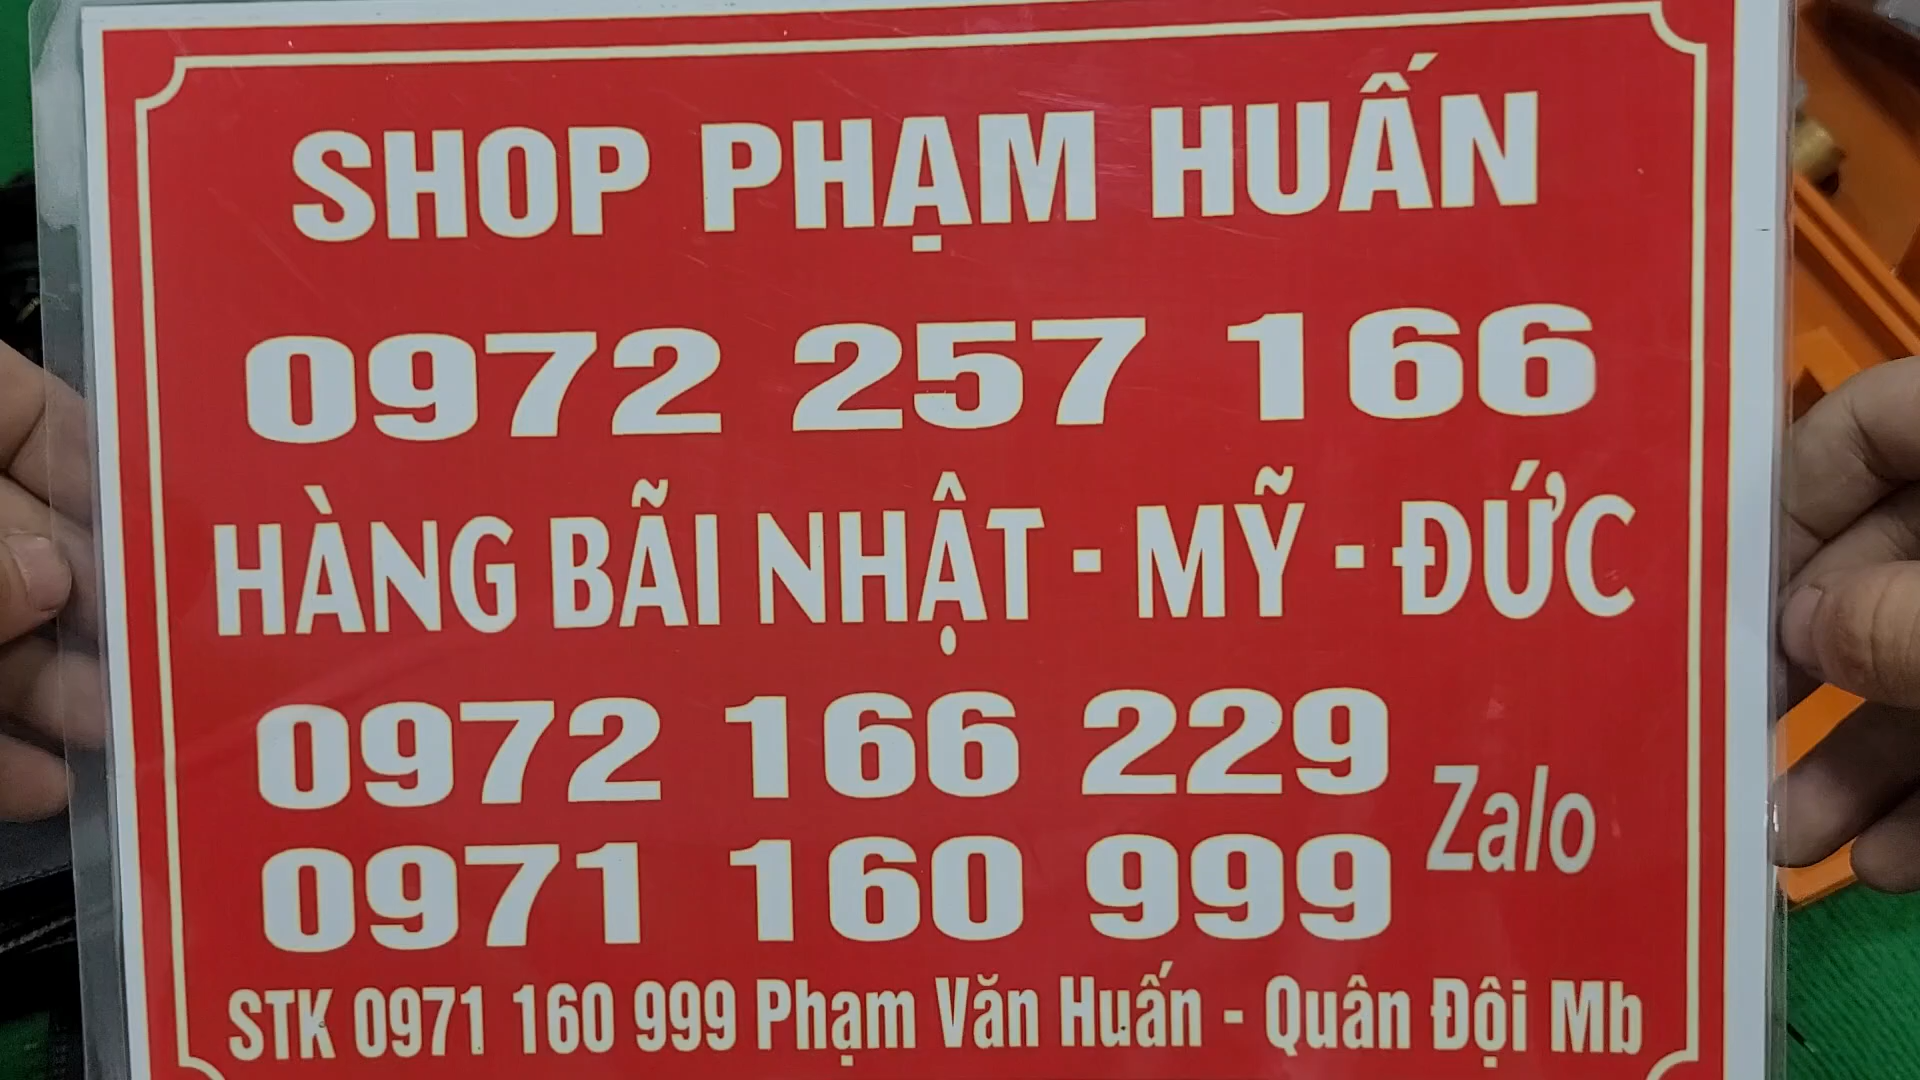 SHOP PHẠM HUẤN
0972 257 166
HÀNG BÃI NHẬT - MỸ - ĐỨC
0972 166 229
0971 160 999
Zalo
STK 0971 160 999 Phạm Văn Huấn - Quân Đội Mb